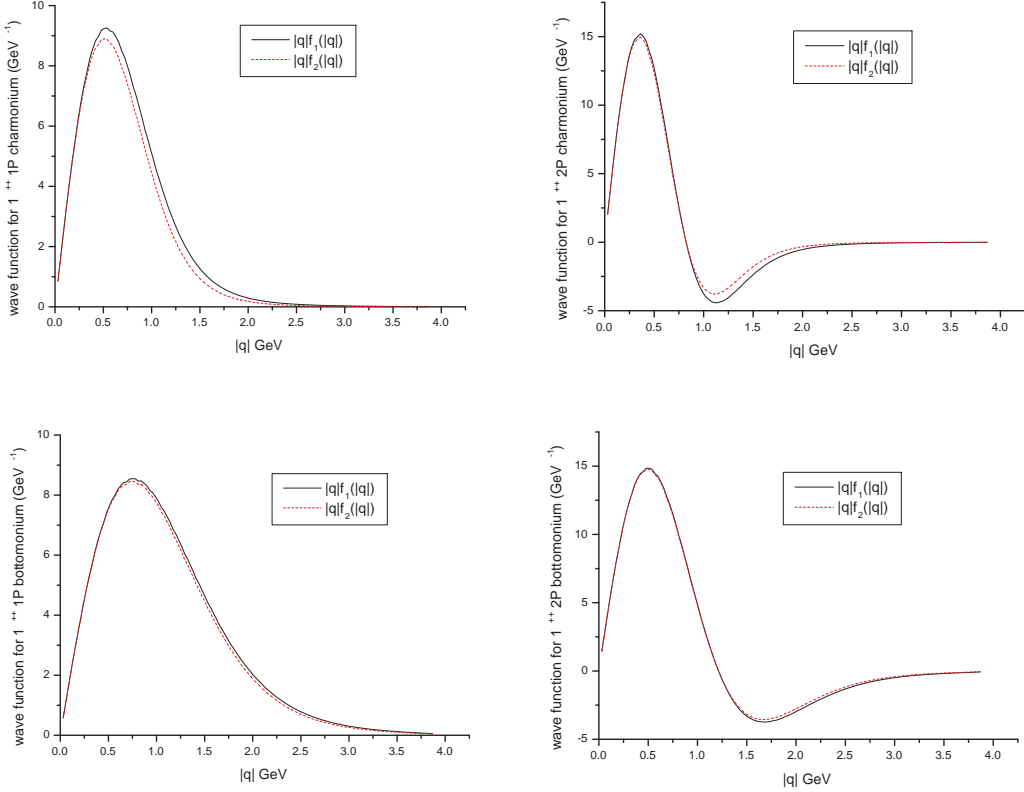 wave function for 1 ++ 1P charmonium (GeV -1)
10
8
6
4
2
0
0.0 0.5 1.0 1.5 2.0 2.5 3.0 3.5 4.0
|q| GeV
|q|f1(|q|)
|q|f2(|q|)
wave function for 1 ++ 2P charmonium (GeV -1)
15
10
5
0
-5
0.0 0.5 1.0 1.5 2.0 2.5 3.0 3.5 4.0
|q| GeV
|q|f1(|q|)
|q|f2(|q|)
wave function for 1 ++ 1P bottomonium (GeV -1)
10
8
6
4
2
0
0.0 0.5 1.0 1.5 2.0 2.5 3.0 3.5 4.0
|q| GeV
|q|f1(|q|)
|q|f2(|q|)
wave function for 1 ++ 2P bottomonium (GeV -1)
15
10
5
0
-5
0.0 0.5 1.0 1.5 2.0 2.5 3.0 3.5 4.0
|q| GeV
|q|f1(|q|)
|q|f2(|q|)